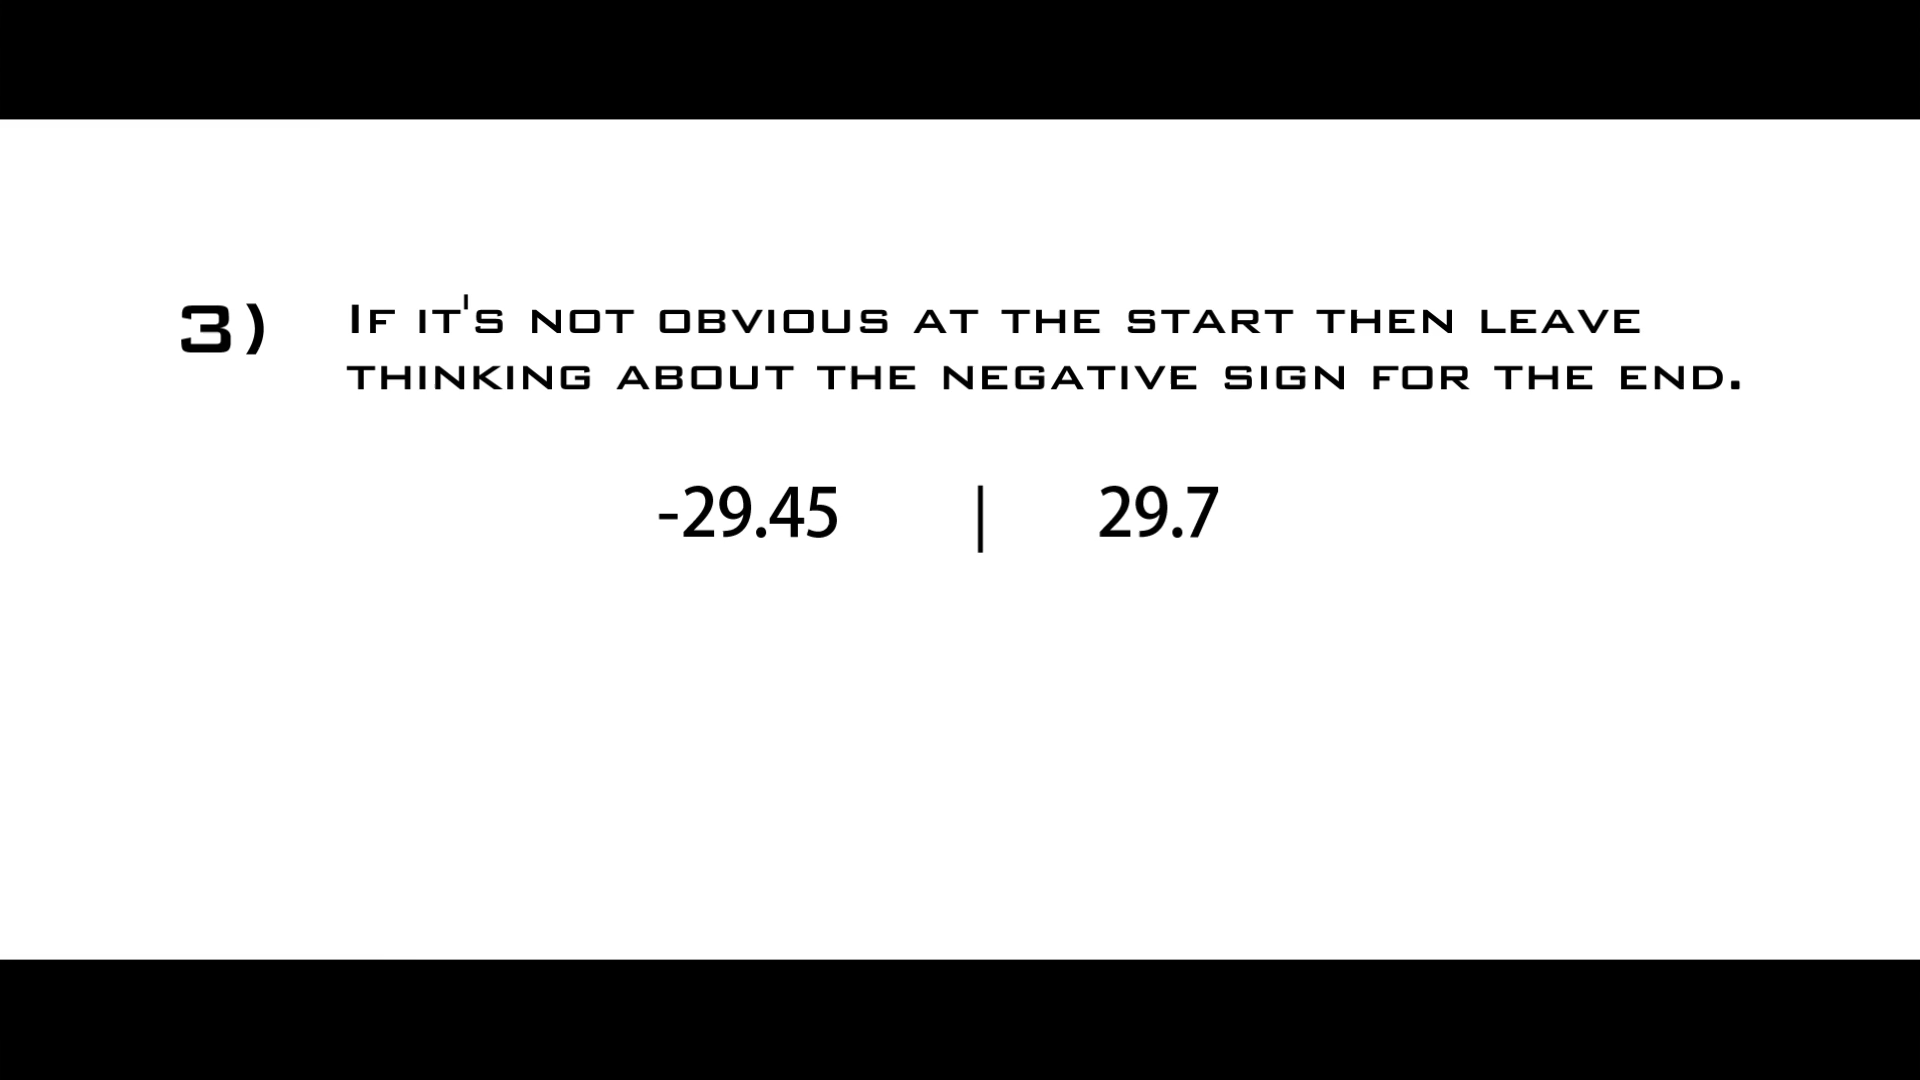 3) If it's not obvious at the start then leave
thinking about the negative sign for the end.
-29.45 | 29.7